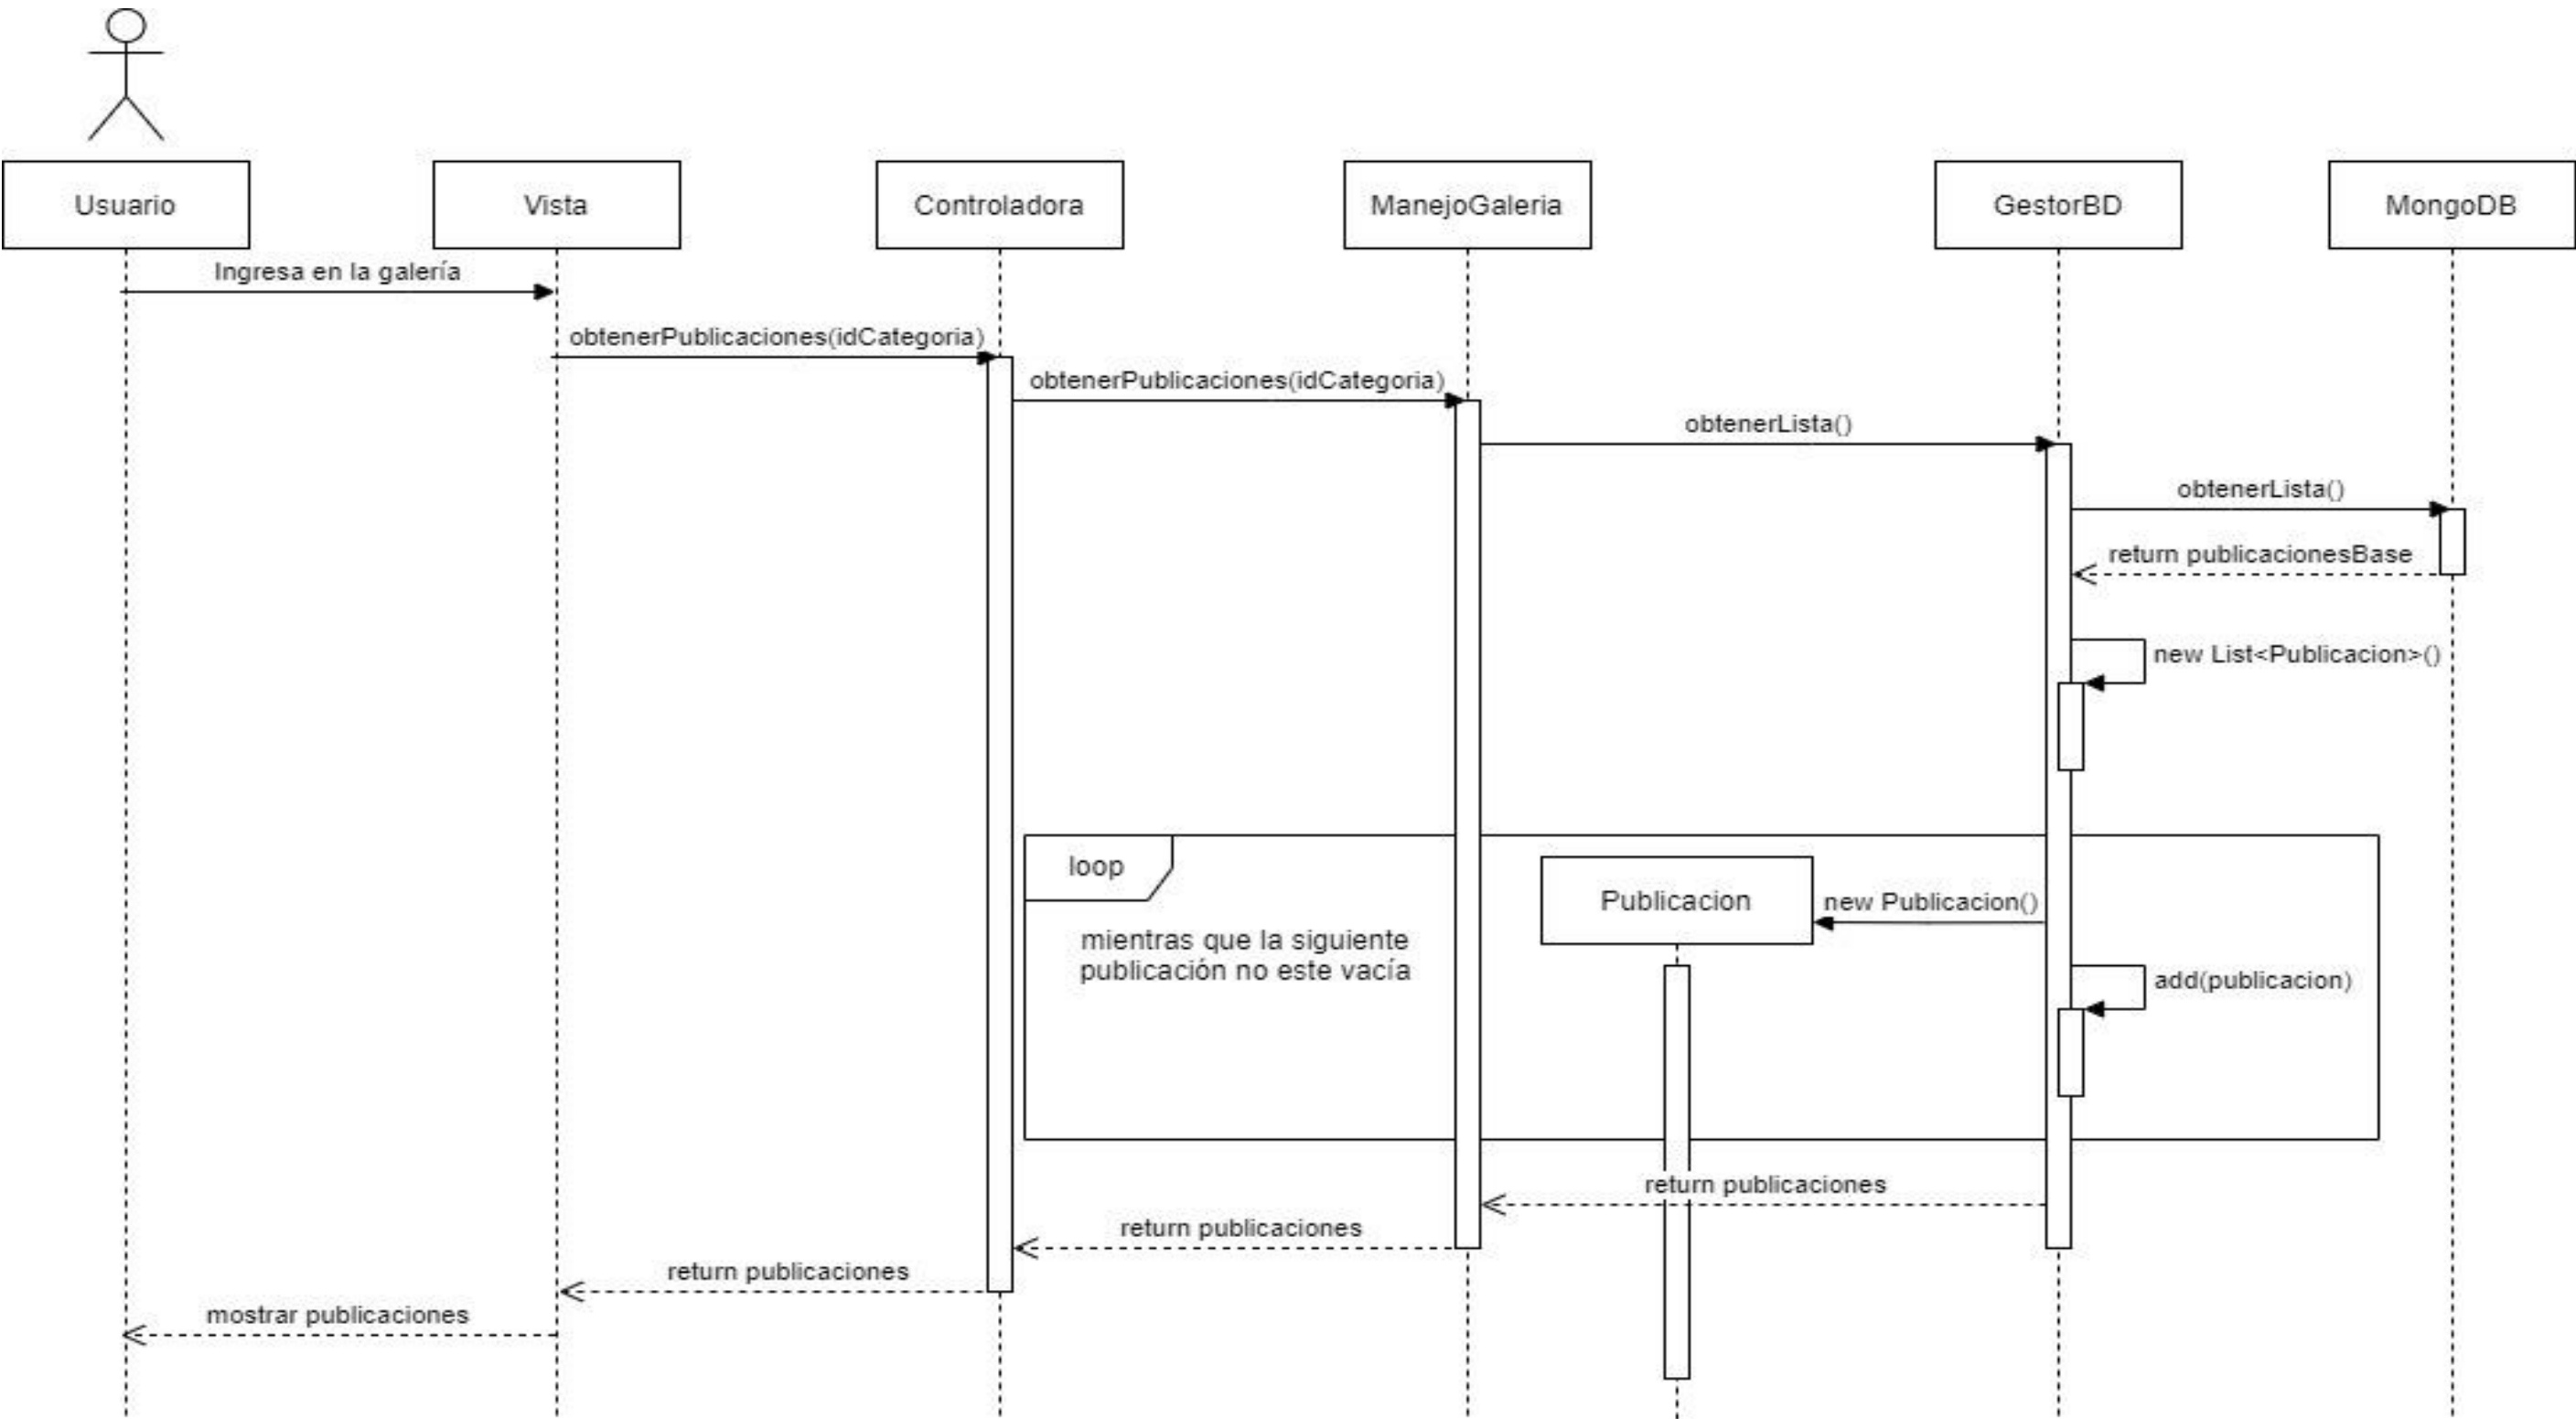 Usuario
Vista
Controladora
ManejoGaleria
GestorBD
MongoDB
Ingresa en la galería
obtenerPublicaciones(idCategoria)
obtenerPublicaciones(idCategoria)
obtenerLista()
obtenerLista()
return publicacionesBase
new List<Publicacion>()
loop
mientras que la siguiente
publicación no este vacía
Publicacion
new Publicacion()
add(publicacion)
return publicaciones
return publicaciones
return publicaciones
mostrar publicaciones